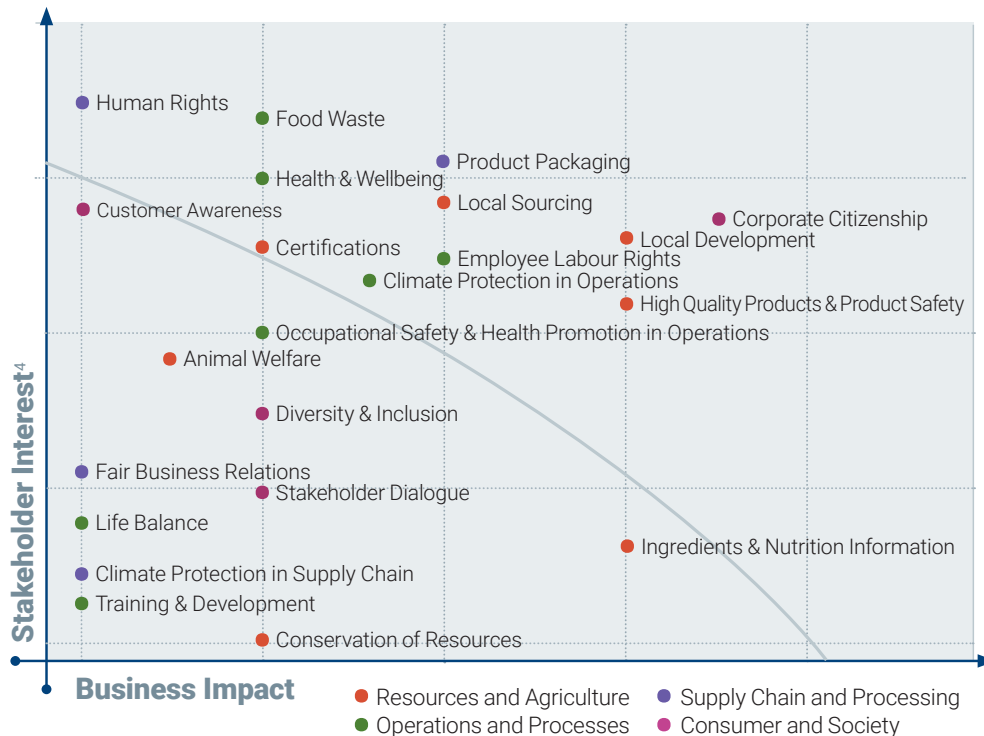 Human Rights
Food Waste
Product Packaging
Health & Wellbeing
Local Sourcing
Customer Awareness
Corporate Citizenship
Local Development
Certifications
Employee Labour Rights
Climate Protection in Operations
High Quality Products & Product Safety
Occupational Safety & Health Promotion in Operations
Animal Welfare
Diversity & Inclusion
Fair Business Relations
Stakeholder Dialogue
Life Balance
Ingredients & Nutrition Information
Climate Protection in Supply Chain
Training & Development
Conservation of Resources
Stakeholder Interest⁴
Business Impact
Resources and Agriculture
Supply Chain and Processing
Operations and Processes
Consumer and Society